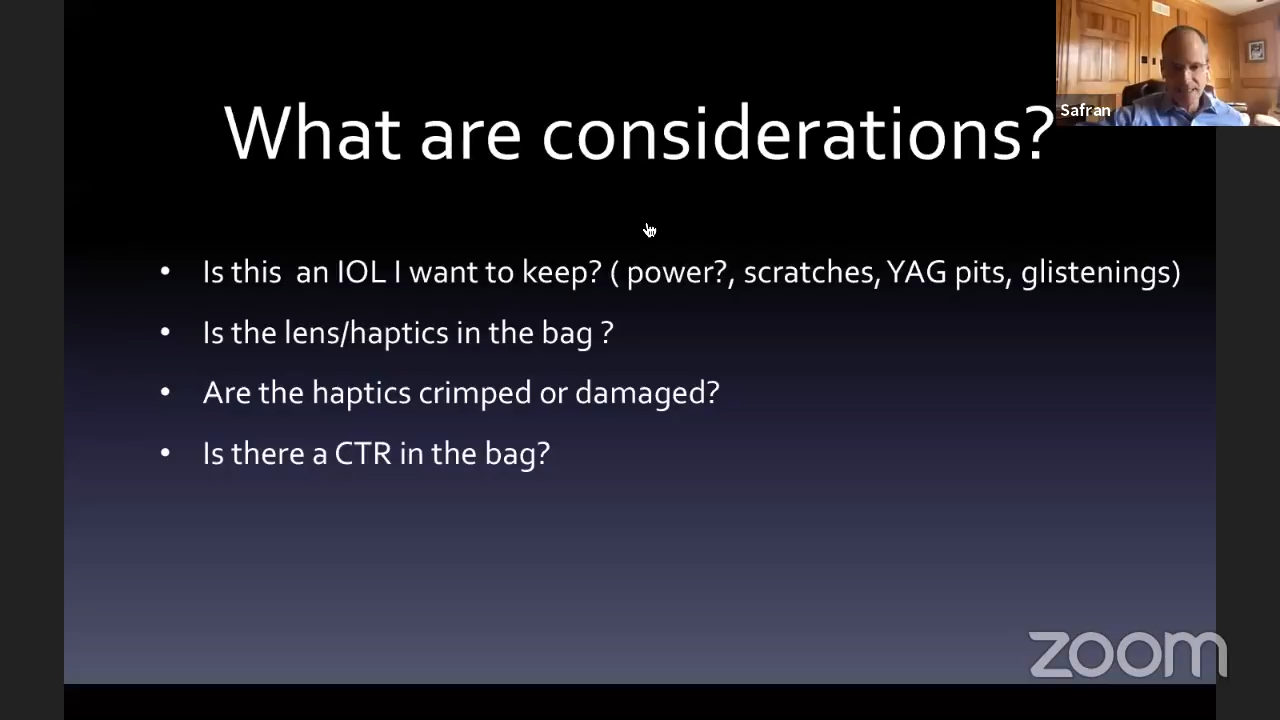 Safran
What are considerations?
• Is this  an IOL I want to keep? ( power?, scratches, YAG pits, glistenings)
• Is the lens/haptics in the bag ?
• Are the haptics crimped or damaged?
• Is there a CTR in the bag?
zoom